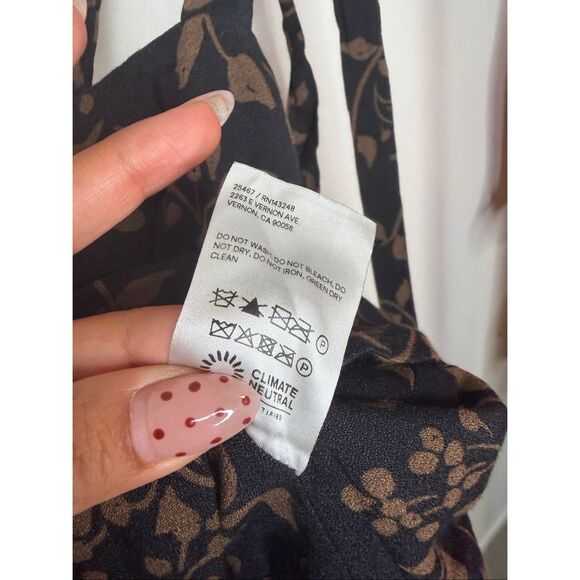 25467 / RN143248
2263 E VERNON AVE.
VERNON, CA 90058
DO NOT WASH, DO NOT BLEACH, DO
NOT DRY, DO NOT IRON, GREEN DRY
CLEAN
P
P
CLIMATE
NEUTRAL